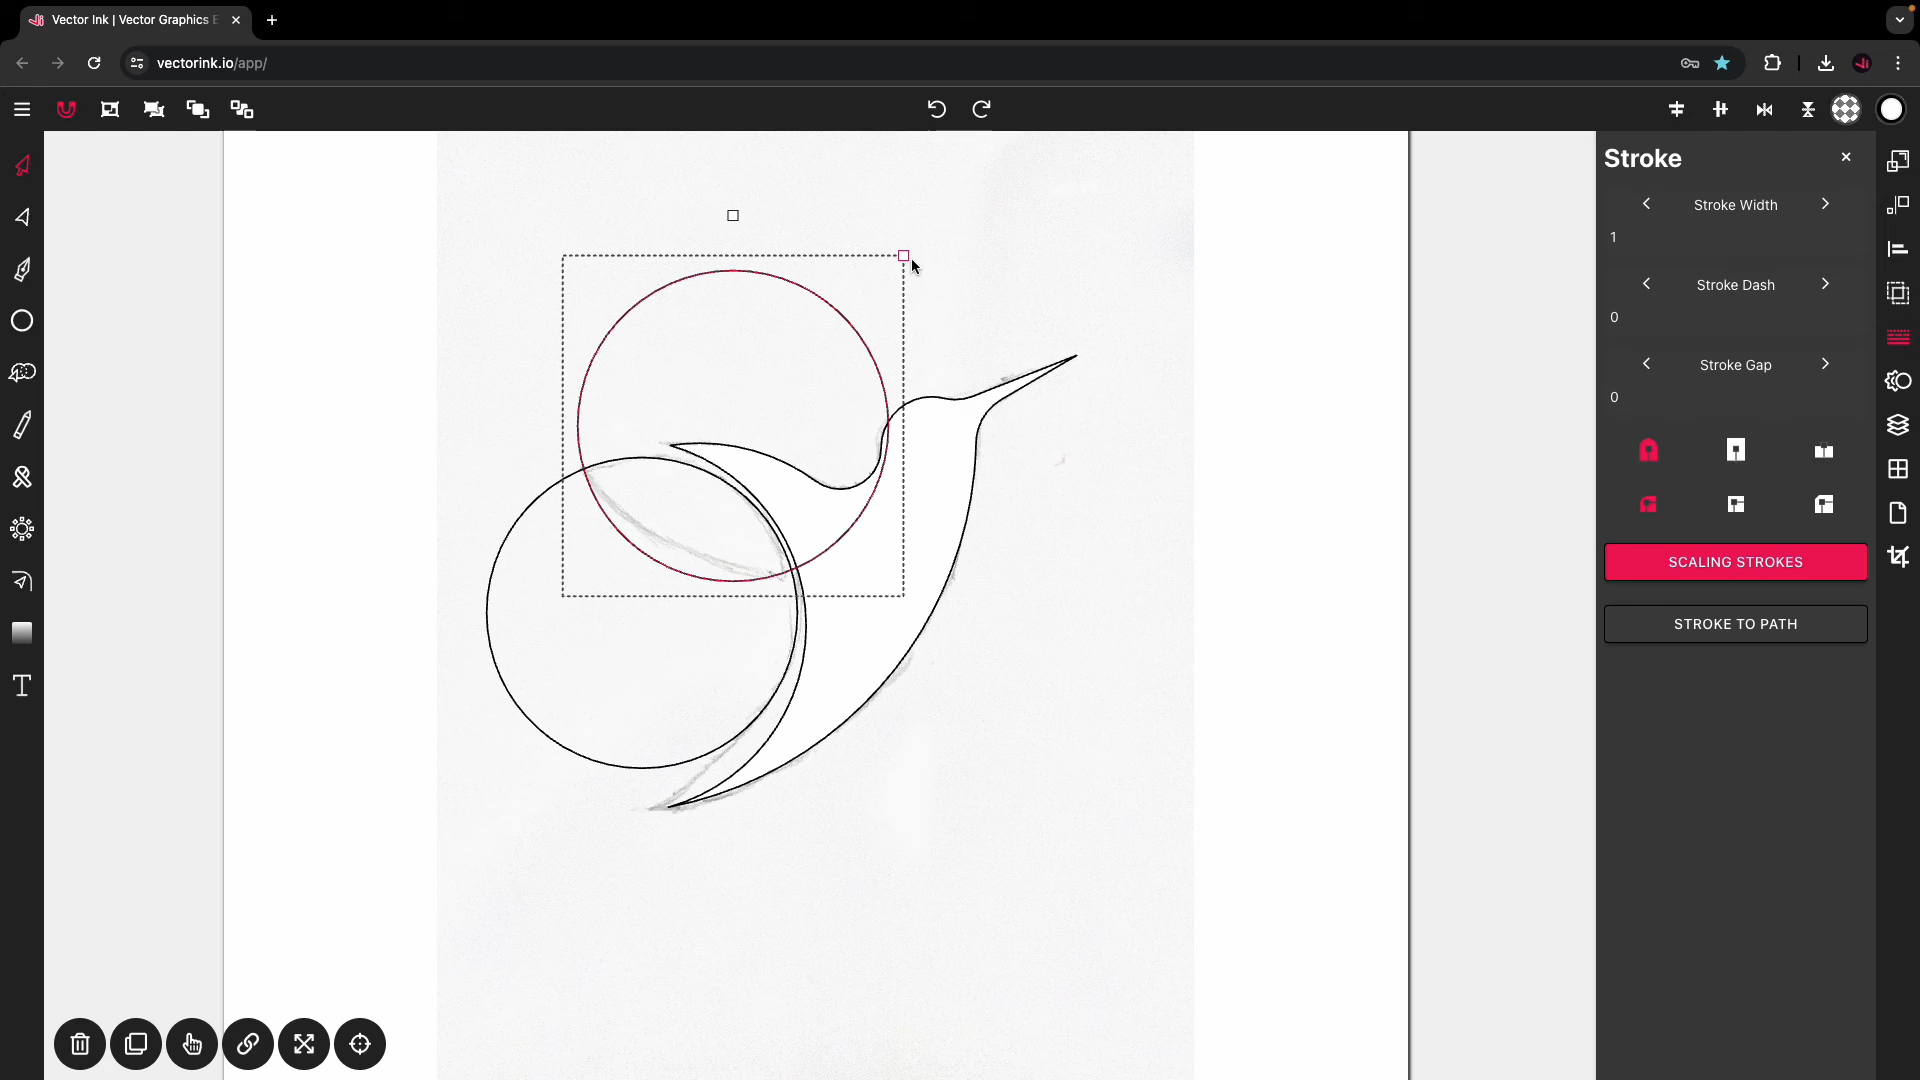 Vector Ink | Vector Graphics E
vectorink.io/app/
Stroke
Stroke Width
1
Stroke Dash
0
Stroke Gap
0
SCALING STROKES
STROKE TO PATH